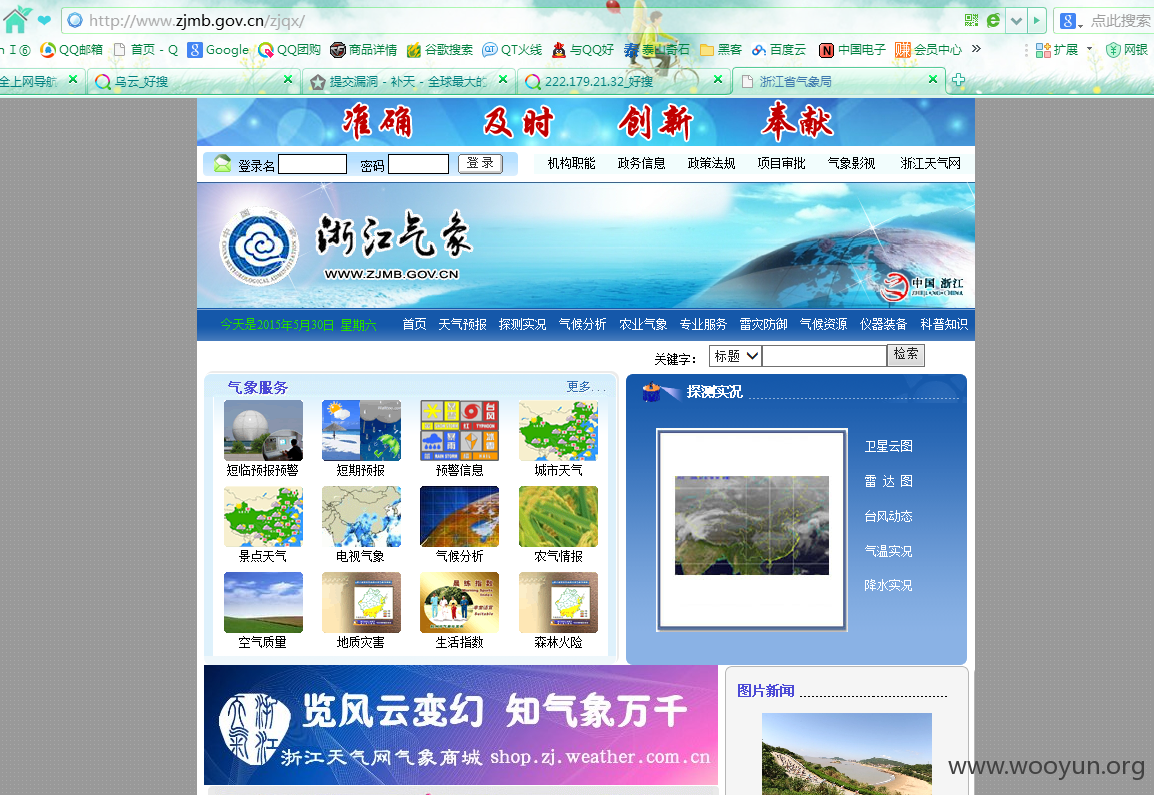 http://www.zjmb.gov.cn/zjqx/
点此搜索
QQ邮箱 首页 - Q Google QQ团购 商品详情 谷歌搜索 QT火线 与QQ好 泰山奇石 黑客 百度云 中国电子 会员中心 » 扩展 网银
全上网导航 乌云_好搜 提交漏洞 - 补天 - 全球最大的 222.179.21.32_好搜 浙江省气象局
准确 及时 创新 奉献
登录名 密码 登 录 机构职能 政务信息 政策法规 项目审批 气象影视 浙江天气网
浙江气象
WWW.ZJMB.GOV.CN
中国 浙江
ZHEJIANG·CHINA
今天是2015年5月30日 星期六 首页 天气预报 探测实况 气候分析 农业气象 专业服务 雷灾防御 气候资源 仪器装备 科普知识
关键字： 标题 检索
气象服务 更多...
短临预报预警 短期预报 预警信息 城市天气
景点天气 电视气象 气候分析 农气情报
空气质量 地质灾害 生活指数 森林火险
探测实况
卫星云图
雷 达 图
台风动态
气温实况
降水实况
览风云变幻 知气象万千
浙江天气网气象商城 shop.zj.weather.com.cn
图片新闻
www.wooyun.org